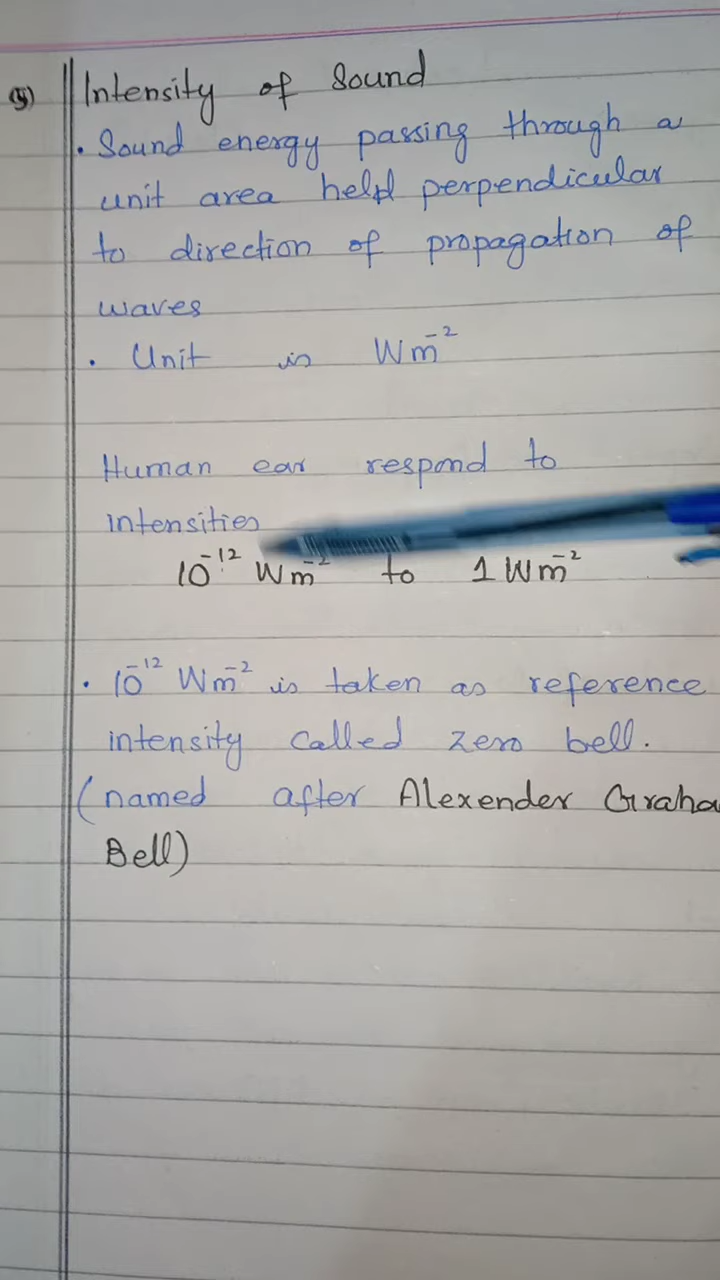 (5) Intensity of Sound
• Sound energy passing through a
unit area held perpendicular
to direction of propagation of
waves
• Unit is Wm⁻²
Human ear respond to
intensities
10⁻¹² Wm⁻² to 1 Wm⁻²
• 10⁻¹² Wm⁻² is taken as reference
intensity called zero bell.
(named after Alexender Graha
Bell)